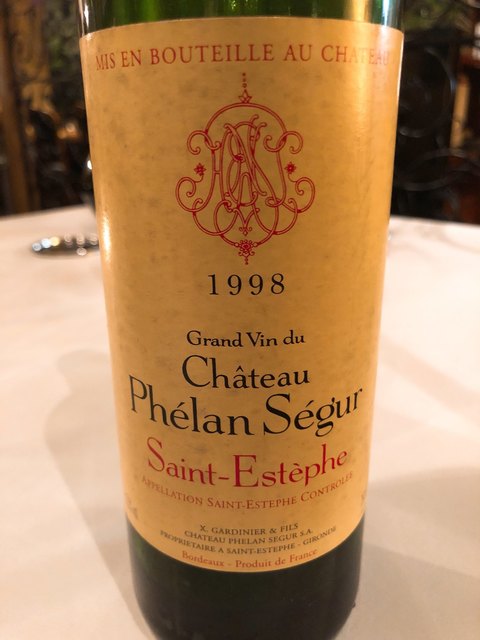 MIS EN BOUTEILLE AU CHATEAU
1998
Grand Vin du
Château
Phélan Ségur
Saint-Estèphe
APPELLATION SAINT-ESTEPHE CONTROLÉE
X. GARDINIER & FILS
CHATEAU PHELAN SEGUR S.A.
PROPRIETAIRE A SAINT-ESTEPHE - GIRONDE
Bordeaux - Produit de France